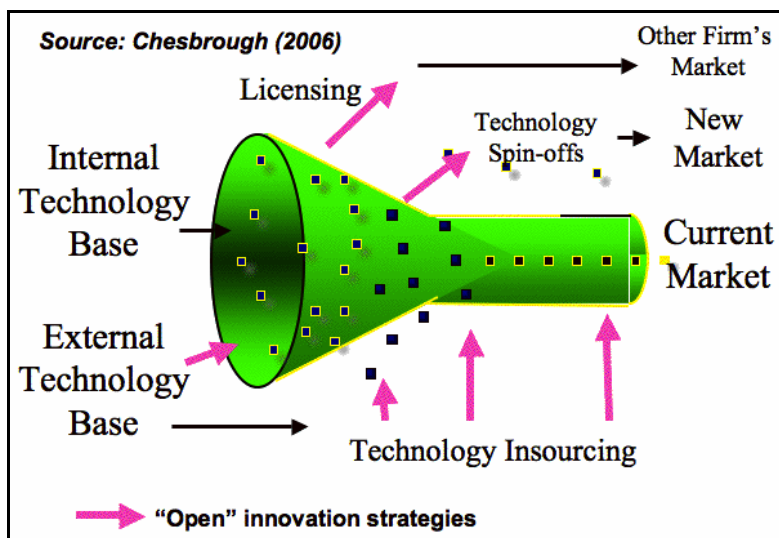 Source: Chesbrough (2006)
Other Firm's
Market
Licensing
Technology
Spin-offs
New
Market
Internal
Technology
Base
Current
Market
External
Technology
Base
Technology Insourcing
“Open” innovation strategies